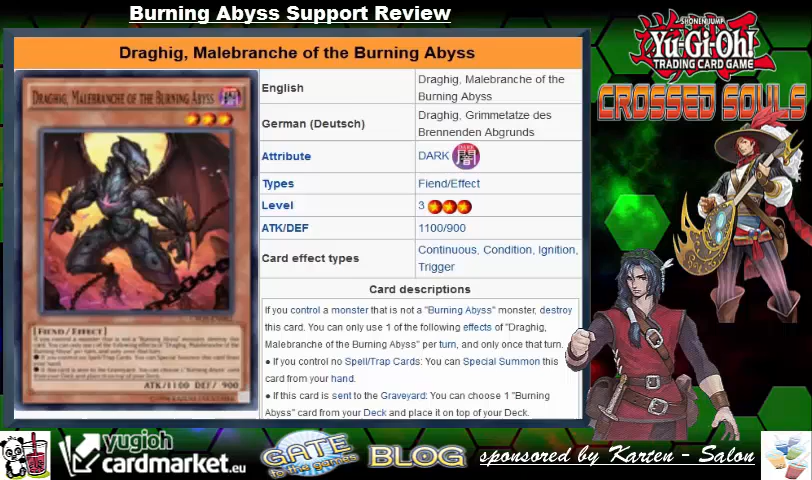 Burning Abyss Support Review
Draghig, Malebranche of the Burning Abyss
DRAGHIG, MALEBRANCHE OF THE BURNING ABYSS
[FIEND / EFFECT]
ATK/1100 DEF/ 900
English
Draghig, Malebranche of the
Burning Abyss
German (Deutsch)
Draghig, Grimmetatze des
Brennenden Abgrunds
Attribute
DARK 闇
Types
Fiend/Effect
Level
3
ATK/DEF
1100/900
Card effect types
Continuous, Condition, Ignition,
Trigger
Card descriptions
If you control a monster that is not a "Burning Abyss" monster, destroy
this card. You can only use 1 of the following effects of "Draghig,
Malebranche of the Burning Abyss" per turn, and only once that turn.
● If you control no Spell/Trap Cards: You can Special Summon this
card from your hand.
● If this card is sent to the Graveyard: You can choose 1 "Burning
Abyss" card from your Deck and place it on top of your Deck.
SHONEN JUMP
Yu-Gi-Oh!
TRADING CARD GAME
CROSSED SOULS
yugioh
cardmarket.eu
GATE
to the games
BLOG
sponsored by Karten - Salon